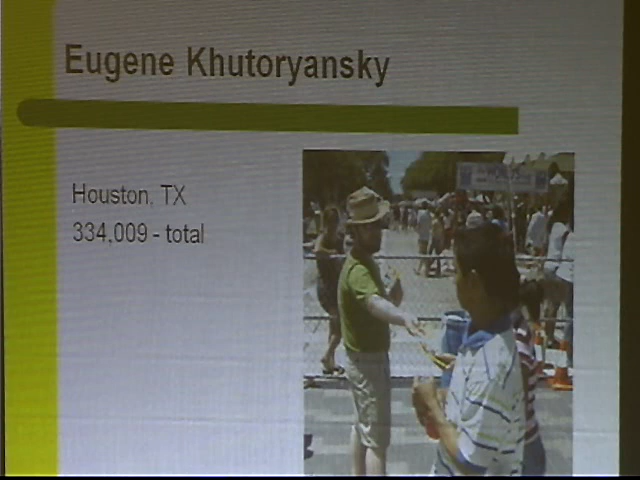 Eugene Khutoryansky
Houston, TX
334,009 - total